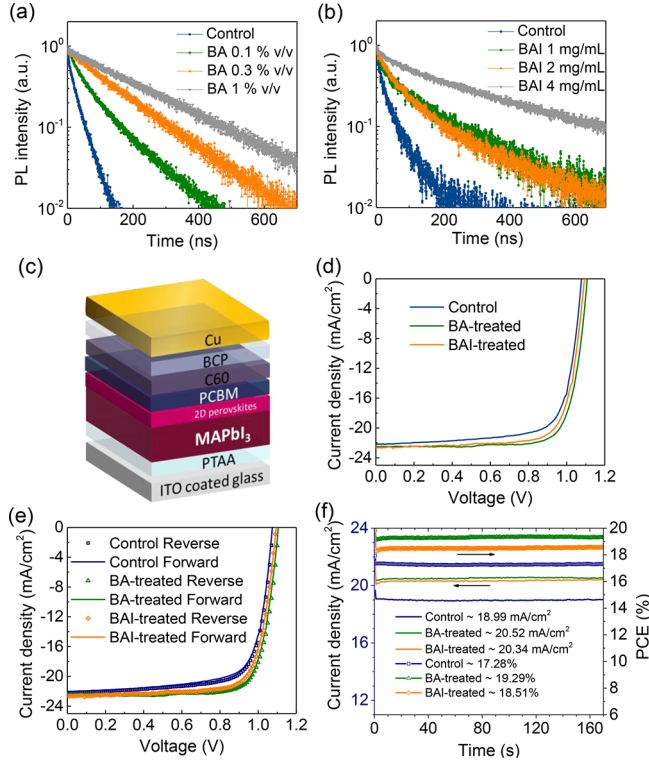 (a)
Control
BA 0.1 % v/v
BA 0.3 % v/v
BA 1 % v/v
PL intensity (a.u.)
10⁰
10⁻¹
10⁻²
0 200 400 600
Time (ns)
(b)
Control
BAI 1 mg/mL
BAI 2 mg/mL
BAI 4 mg/mL
PL intensity (a.u.)
10⁰
10⁻¹
10⁻²
0 200 400 600
Time (ns)
(c)
Cu
BCP
C60
PCBM
2D perovskites
MAPbI₃
PTAA
ITO coated glass
(d)
Control
BA-treated
BAI-treated
Current density (mA/cm²)
0
-4
-8
-12
-16
-20
-24
0.0 0.2 0.4 0.6 0.8 1.0 1.2
Voltage (V)
(e)
Control Reverse
Control Forward
BA-treated Reverse
BA-treated Forward
BAI-treated Reverse
BAI-treated Forward
Current density (mA/cm²)
0
-4
-8
-12
-16
-20
-24
0.0 0.2 0.4 0.6 0.8 1.0 1.2
Voltage (V)
(f)
Control ~ 18.99 mA/cm²
BA-treated ~ 20.52 mA/cm²
BAI-treated ~ 20.34 mA/cm²
Control ~ 17.28%
BA-treated ~ 19.29%
BAI-treated ~ 18.51%
Current density (mA/cm²)
24
22
20
18
16
14
12
PCE (%)
20
19
18
16
14
12
10
8
6
0 40 80 120 160
Time (s)